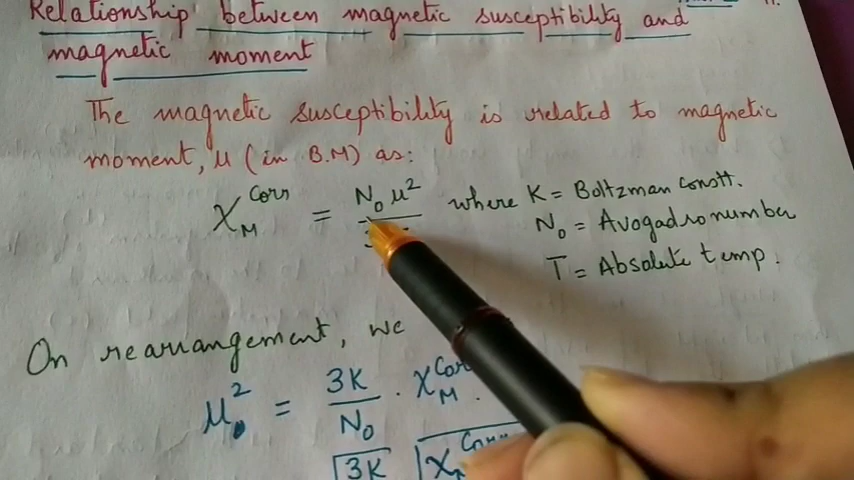 Relationship between magnetic susceptibility and
magnetic moment
The magnetic susceptibility is related to magnetic
moment, μ (in B.M) as:
χ_M^Corr = N₀μ² where K = Boltzman Constt.
N₀ = Avogadro number
T = Absolute temp.
On rearrangement, we
μ² = 3K/N₀ · χ_M^Corr.
√3K √χ